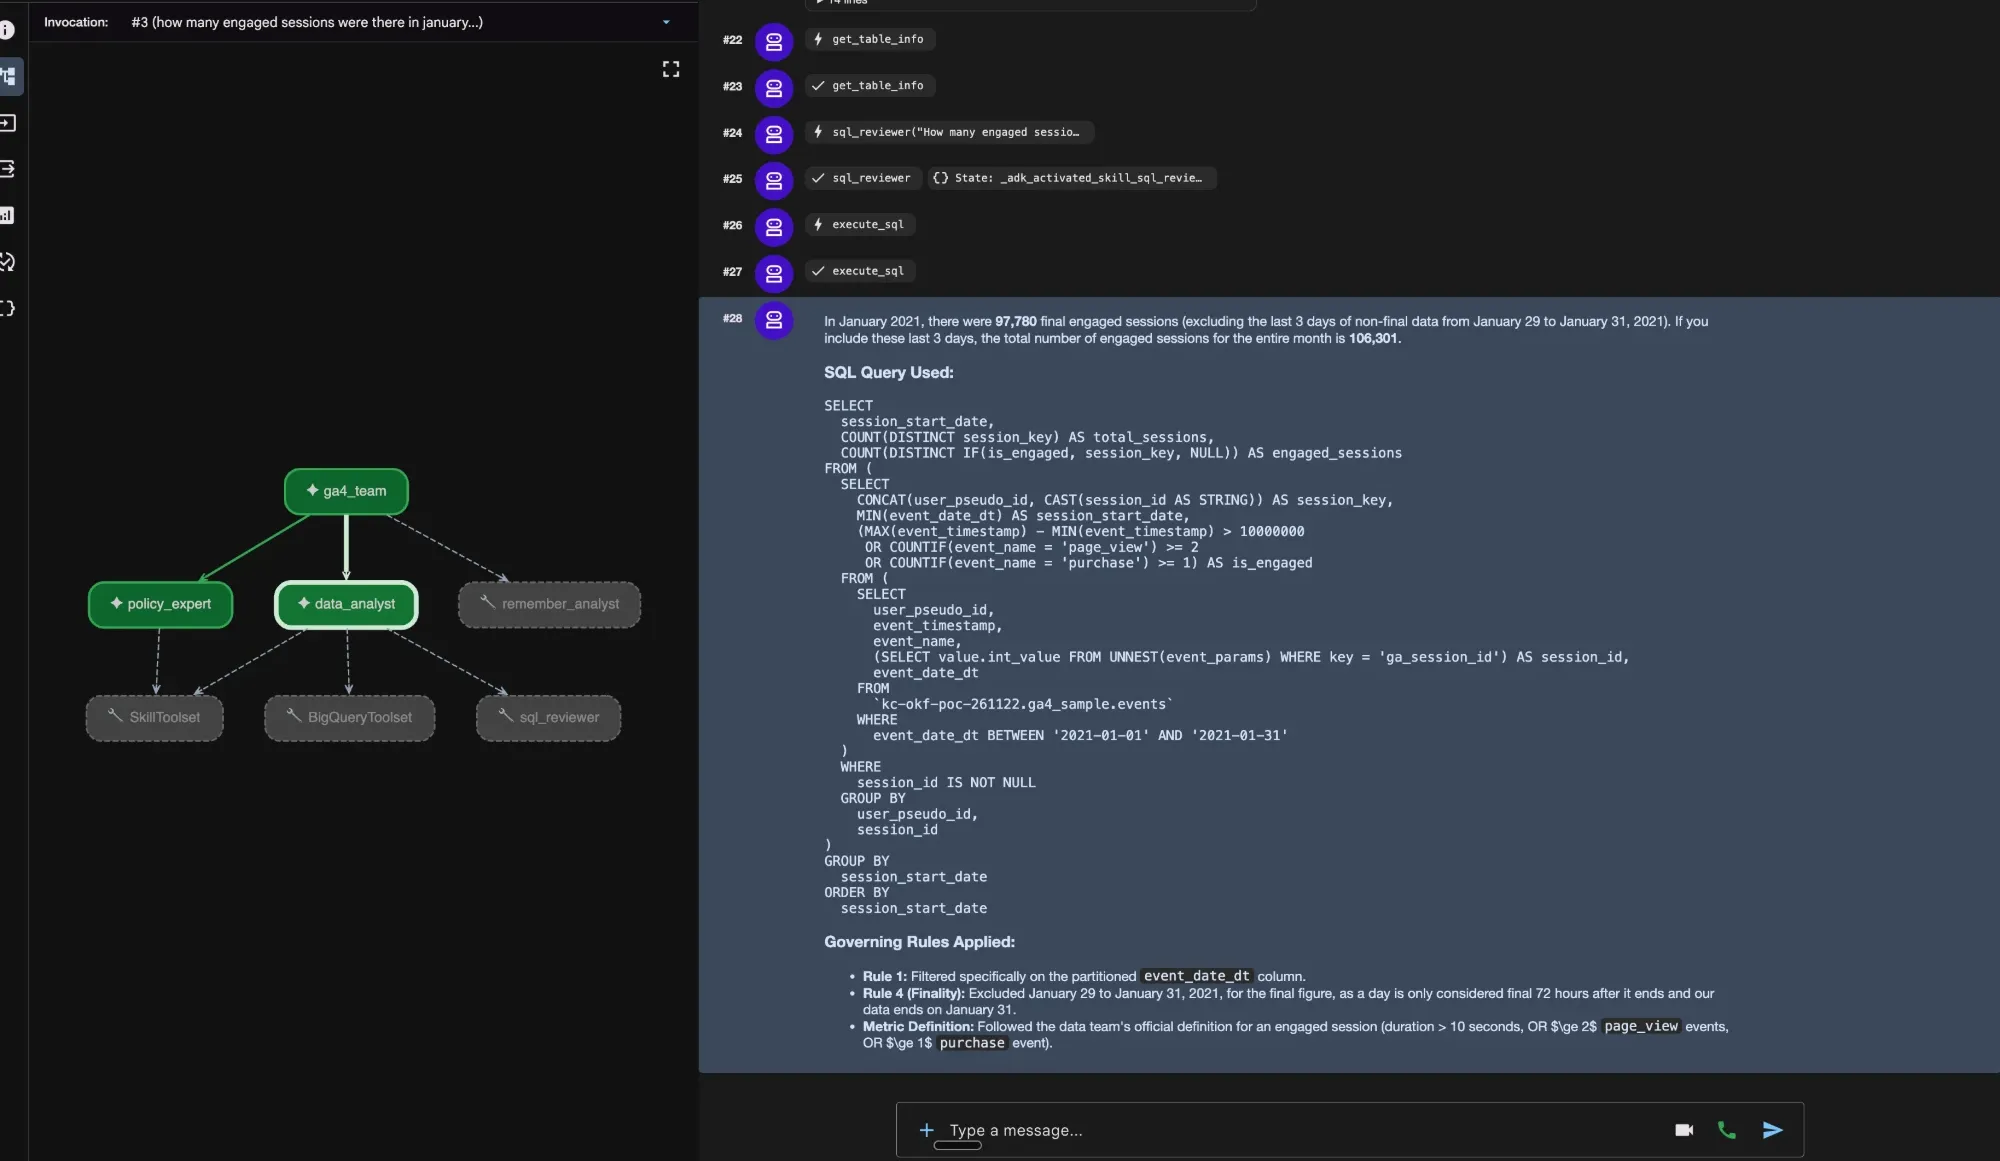 Invocation: #3 (how many engaged sessions were there in january...)
ga4_team
policy_expert
data_analyst
remember_analyst
SkillToolset
BigQueryToolset
sql_reviewer
14 lines
#22 get_table_info
#23 get_table_info
#24 sql_reviewer("How many engaged sessio…
#25 sql_reviewer {} State: _adk_activated_skill_sql_revie…
#26 execute_sql
#27 execute_sql
#28
In January 2021, there were 97,780 final engaged sessions (excluding the last 3 days of non-final data from January 29 to January 31, 2021). If you
include these last 3 days, the total number of engaged sessions for the entire month is 106,301.
SQL Query Used:
SELECT
  session_start_date,
  COUNT(DISTINCT session_key) AS total_sessions,
  COUNT(DISTINCT IF(is_engaged, session_key, NULL)) AS engaged_sessions
FROM (
  SELECT
    CONCAT(user_pseudo_id, CAST(session_id AS STRING)) AS session_key,
    MIN(event_date_dt) AS session_start_date,
    (MAX(event_timestamp) - MIN(event_timestamp) > 10000000
     OR COUNTIF(event_name = 'page_view') >= 2
     OR COUNTIF(event_name = 'purchase') >= 1) AS is_engaged
  FROM (
    SELECT
      user_pseudo_id,
      event_timestamp,
      event_name,
      (SELECT value.int_value FROM UNNEST(event_params) WHERE key = 'ga_session_id') AS session_id,
      event_date_dt
    FROM
      `kc-okf-poc-261122.ga4_sample.events`
    WHERE
      event_date_dt BETWEEN '2021-01-01' AND '2021-01-31'
  )
  WHERE
    session_id IS NOT NULL
  GROUP BY
    user_pseudo_id,
    session_id
)
GROUP BY
  session_start_date
ORDER BY
  session_start_date
Governing Rules Applied:
• Rule 1: Filtered specifically on the partitioned event_date_dt column.
• Rule 4 (Finality): Excluded January 29 to January 31, 2021, for the final figure, as a day is only considered final 72 hours after it ends and our
data ends on January 31.
• Metric Definition: Followed the data team's official definition for an engaged session (duration > 10 seconds, OR $\ge 2$ page_view events,
OR $\ge 1$ purchase event).
Type a message...